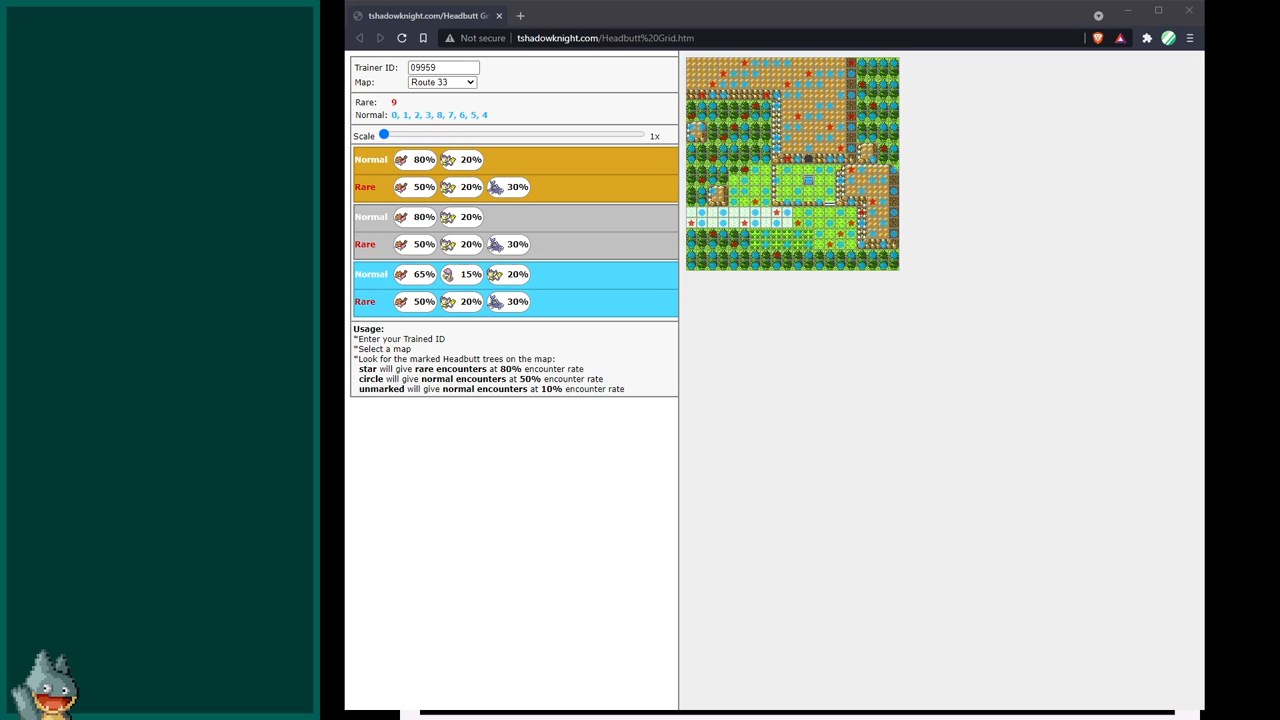 tshadowknight.com/Headbutt Gr
Not secure tshadowknight.com/Headbutt%20Grid.htm
Trainer ID: 09959
Map: Route 33
Rare: 9
Normal: 0, 1, 2, 3, 8, 7, 6, 5, 4
Scale 1x
Normal 80% 20%
Rare 50% 20% 30%
Normal 80% 20%
Rare 50% 20% 30%
Normal 65% 15% 20%
Rare 50% 20% 30%
Usage:
*Enter your Trained ID
*Select a map
*Look for the marked Headbutt trees on the map:
star will give rare encounters at 80% encounter rate
circle will give normal encounters at 50% encounter rate
unmarked will give normal encounters at 10% encounter rate